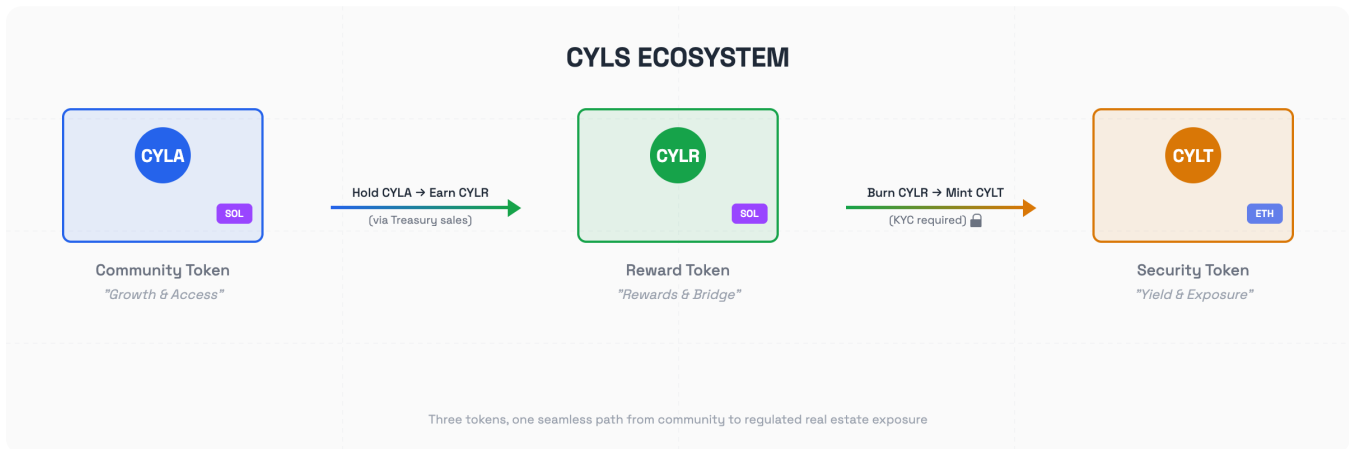 CYLS ECOSYSTEM
CYLA
SOL
Community Token
"Growth & Access"
Hold CYLA → Earn CYLR
(via Treasury sales)
CYLR
SOL
Reward Token
"Rewards & Bridge"
Burn CYLR → Mint CYLT
(KYC required)
CYLT
ETH
Security Token
"Yield & Exposure"
Three tokens, one seamless path from community to regulated real estate exposure